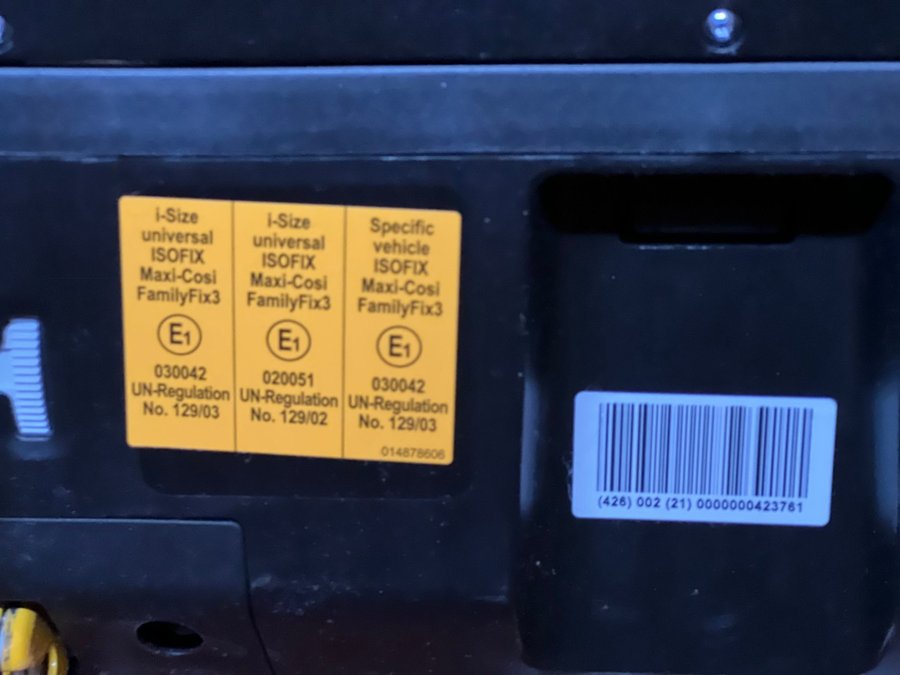 i-Size
universal
ISOFIX
Maxi-Cosi
FamilyFix3
E1
030042
UN-Regulation
No. 129/03
i-Size
universal
ISOFIX
Maxi-Cosi
FamilyFix3
E1
020051
UN-Regulation
No. 129/02
Specific
vehicle
ISOFIX
Maxi-Cosi
FamilyFix3
E1
030042
UN-Regulation
No. 129/03
014878606
(426) 002 (21) 0000000423761